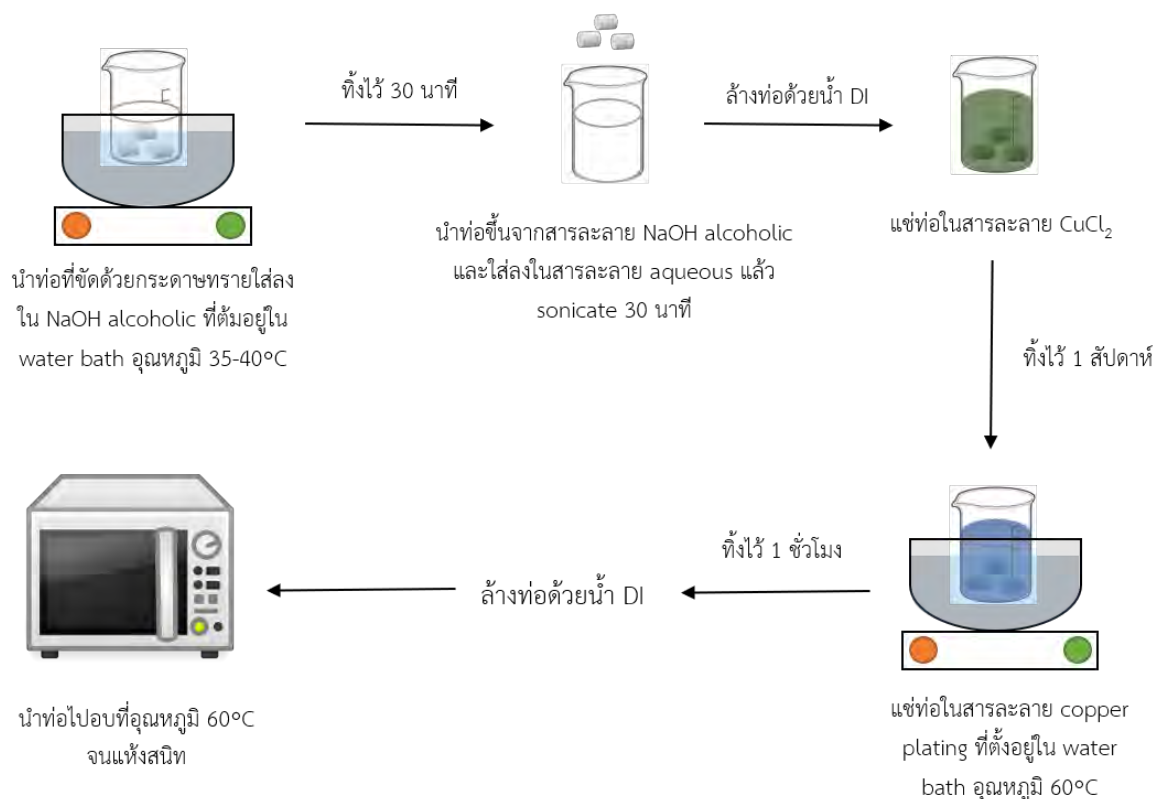 ทิ้งไว้ 30 นาที
ล้างท่อด้วยน้ำ DI
นำท่อที่ขัดด้วยกระดาษทรายใส่ลง
ใน NaOH alcoholic ที่ต้มอยู่ใน
water bath อุณหภูมิ 35-40°C
นำท่อขึ้นจากสารละลาย NaOH alcoholic
และใส่ลงในสารละลาย aqueous แล้ว
sonicate 30 นาที
แช่ท่อในสารละลาย CuCl₂
ทิ้งไว้ 1 สัปดาห์
แช่ท่อในสารละลาย copper
plating ที่ตั้งอยู่ใน water
bath อุณหภูมิ 60°C
ทิ้งไว้ 1 ชั่วโมง
ล้างท่อด้วยน้ำ DI
นำท่อไปอบที่อุณหภูมิ 60°C
จนแห้งสนิท